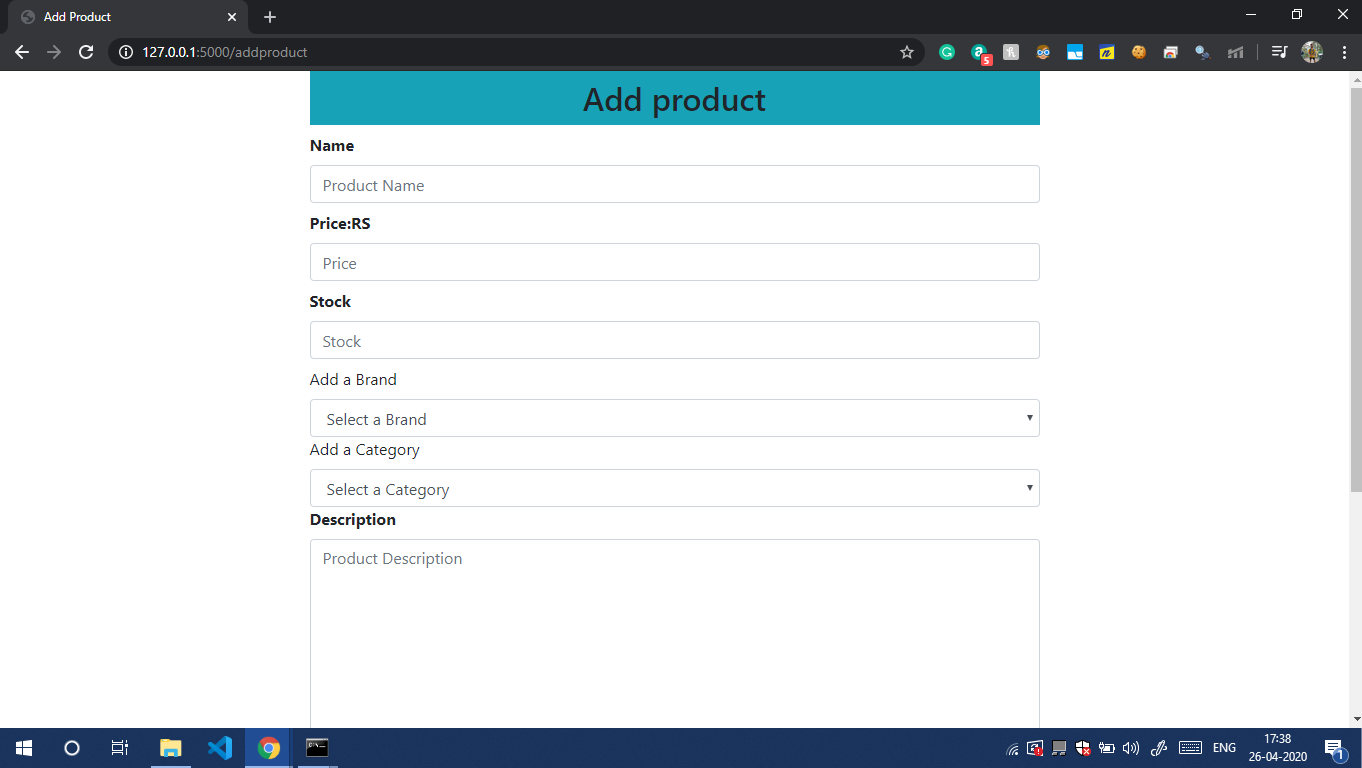 Add Product
127.0.0.1:5000/addproduct
5
Add product
Name
Product Name
Price:RS
Price
Stock
Stock
Add a Brand
Select a Brand
Add a Category
Select a Category
Description
Product Description
ENG
17:38
26-04-2020
1